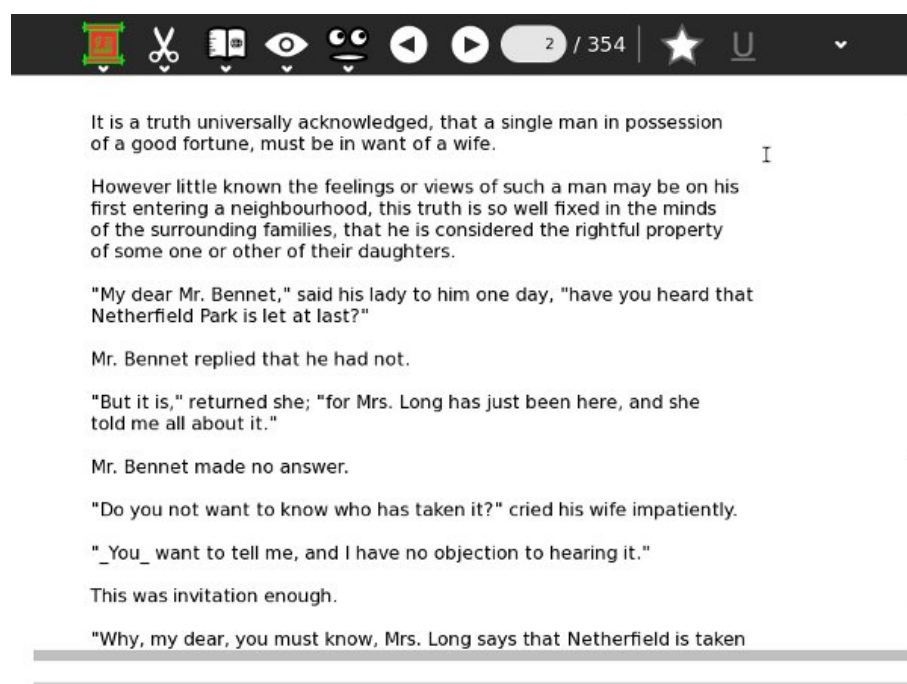 2 / 354
U
It is a truth universally acknowledged, that a single man in possession
of a good fortune, must be in want of a wife.
However little known the feelings or views of such a man may be on his
first entering a neighbourhood, this truth is so well fixed in the minds
of the surrounding families, that he is considered the rightful property
of some one or other of their daughters.
"My dear Mr. Bennet," said his lady to him one day, "have you heard that
Netherfield Park is let at last?"
Mr. Bennet replied that he had not.
"But it is," returned she; "for Mrs. Long has just been here, and she
told me all about it."
Mr. Bennet made no answer.
"Do you not want to know who has taken it?" cried his wife impatiently.
"_You_ want to tell me, and I have no objection to hearing it."
This was invitation enough.
"Why, my dear, you must know, Mrs. Long says that Netherfield is taken